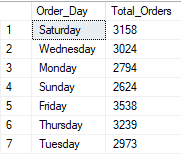 Order_Day Total_Orders
1 Saturday 3158
2 Wednesday 3024
3 Monday 2794
4 Sunday 2624
5 Friday 3538
6 Thursday 3239
7 Tuesday 2973